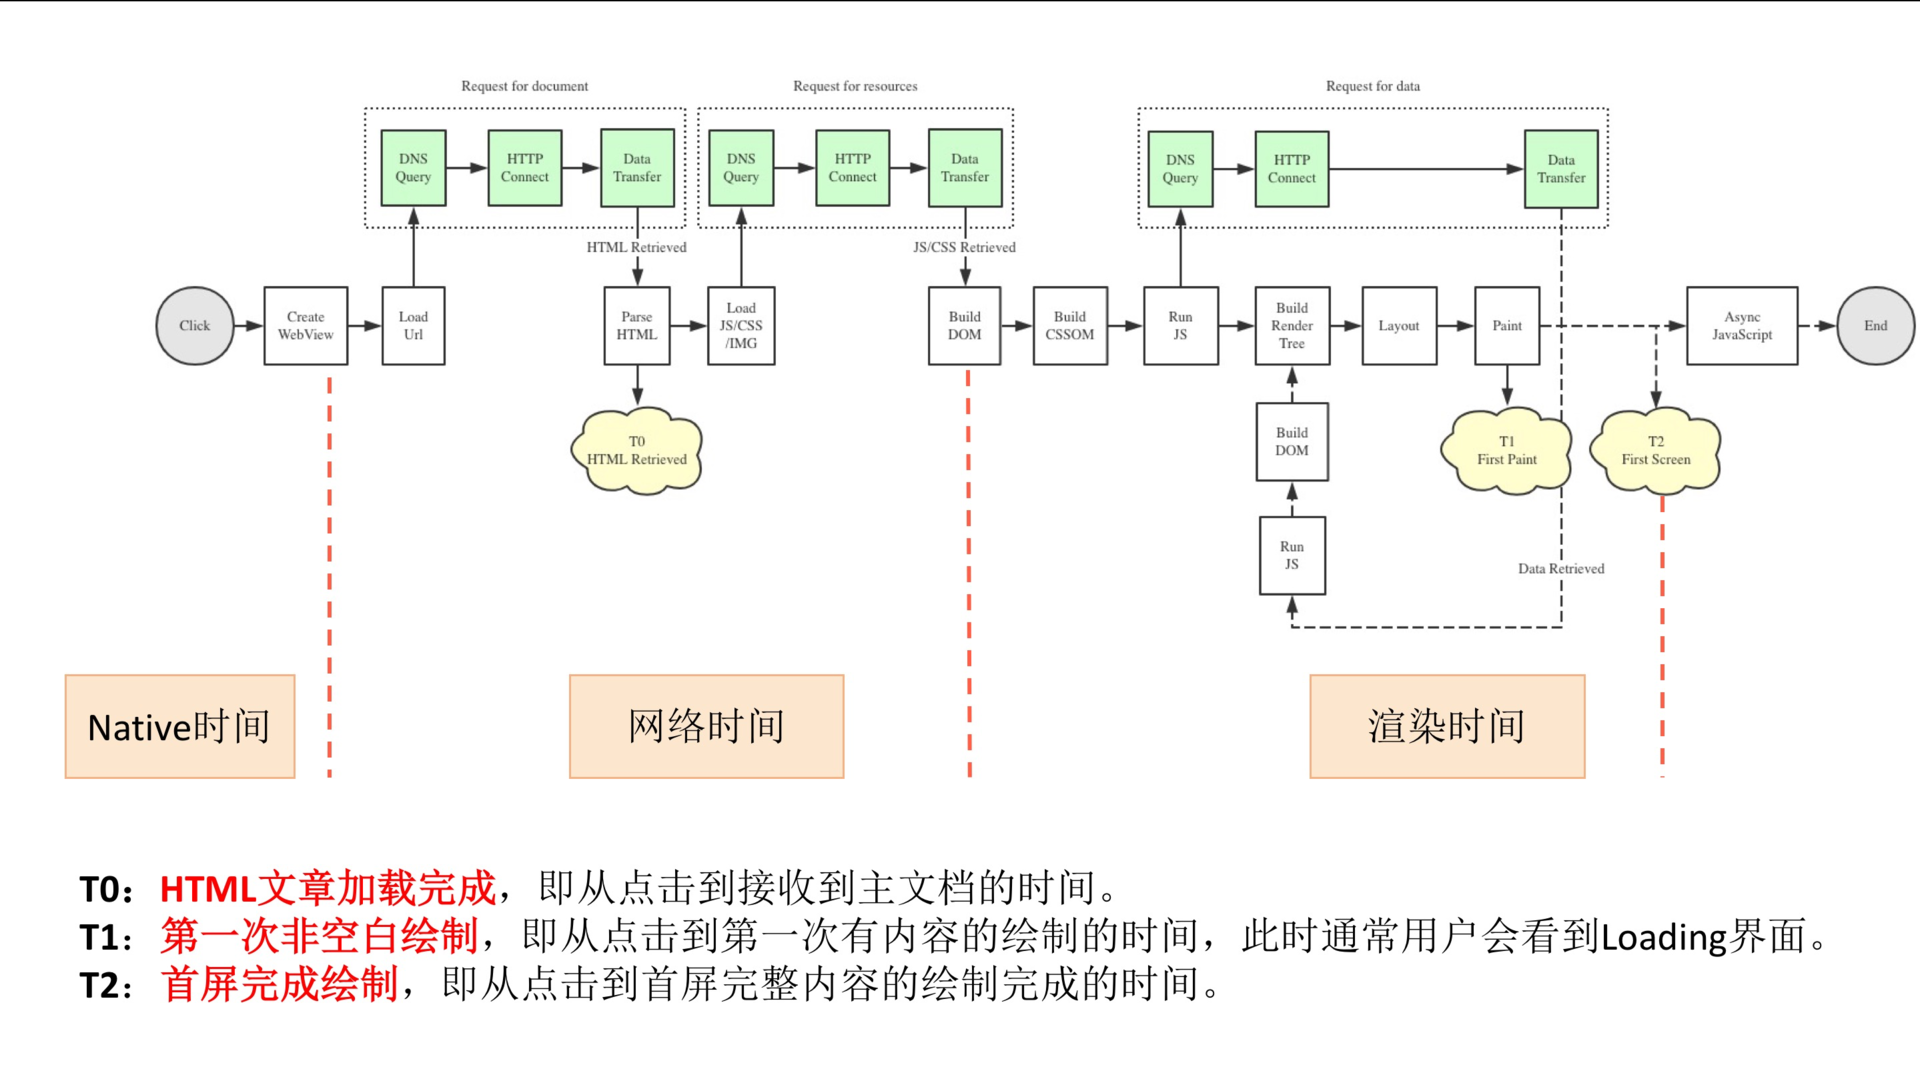 Request for document
Request for resources
Request for data
DNS
Query
HTTP
Connect
Data
Transfer
DNS
Query
HTTP
Connect
Data
Transfer
DNS
Query
HTTP
Connect
Data
Transfer
HTML Retrieved
JS/CSS Retrieved
Click
Create
WebView
Load
Url
Parse
HTML
Load
JS/CSS
/IMG
Build
DOM
Build
CSSOM
Run
JS
Build
Render
Tree
Layout
Paint
Async
JavaScript
End
T0
HTML Retrieved
Build
DOM
T1
First Paint
T2
First Screen
Run
JS
Data Retrieved
Native时间
网络时间
渲染时间
T0：HTML文章加载完成，即从点击到接收到主文档的时间。
T1：第一次非空白绘制，即从点击到第一次有内容的绘制的时间，此时通常用户会看到Loading界面。
T2：首屏完成绘制，即从点击到首屏完整内容的绘制完成的时间。